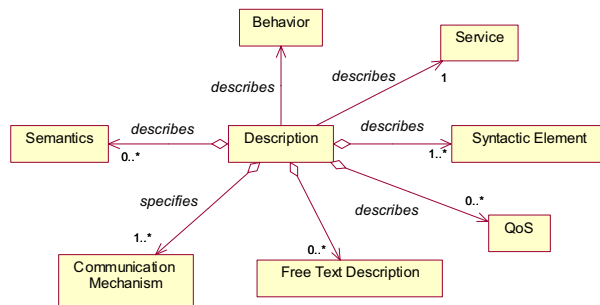 Behavior
Service
describes
describes
1
Semantics
describes
0..*
Description
describes
1..*
Syntactic Element
specifies
describes
0..*
QoS
1..*
0..*
Communication
Mechanism
Free Text Description